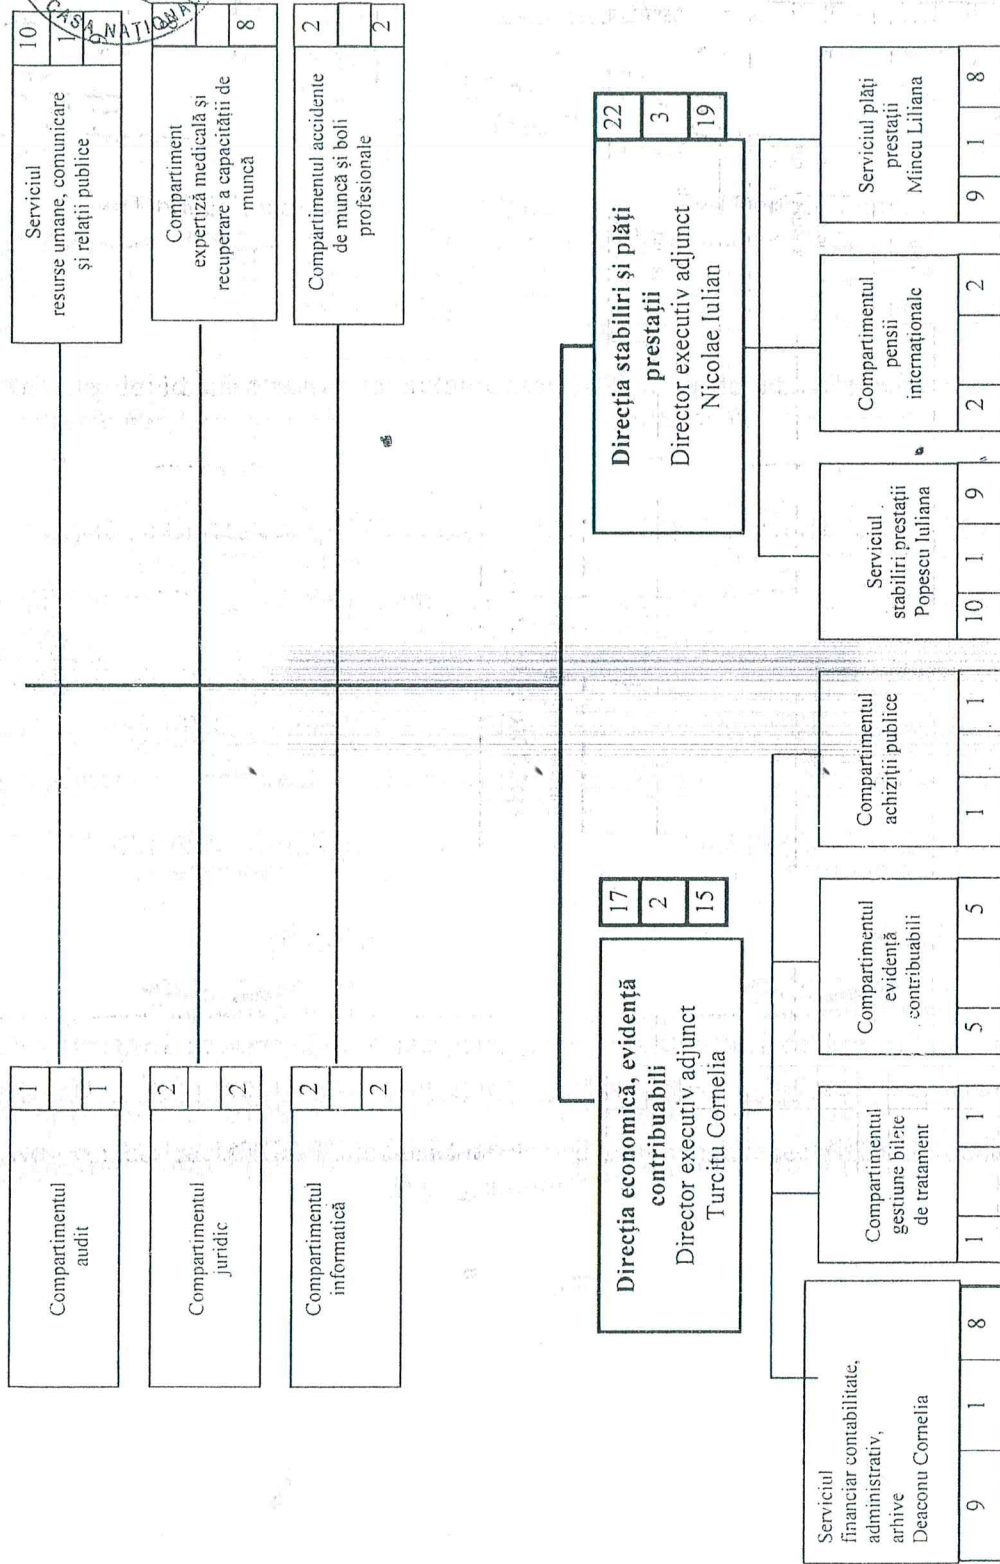 CASA NAȚIONAL
Compartimentul
audit
1
1
Serviciul
resurse umane, comunicare
și relații publice
10
1
9
Compartimentul
juridic
2
2
Compartiment
expertiză medicală și
recuperare a capacității de
muncă
8
Compartimentul
informatică
2
2
Compartimentul accidente
de muncă și boli
profesionale
2
2
Direcția economică, evidență
contribuabili
Director executiv adjunct
Turcitu Cornelia
17
2
15
Direcția stabiliri și plăți
prestații
Director executiv adjunct
Nicolae Iulian
22
3
19
Serviciul
financiar contabilitate,
administrativ,
arhive
Deaconu Cornelia
9 1 8
Compartimentul
gestiune bilete
de tratament
1 1
Compartimentul
evidență
contribuabili
5 5
Compartimentul
achiziții publice
1 1
Serviciul
stabiliri prestații
Popescu Iuliana
10 1 9
Compartimentul
pensii
internaționale
2 2
Serviciul plăți
prestații
Mincu Liliana
9 1 8